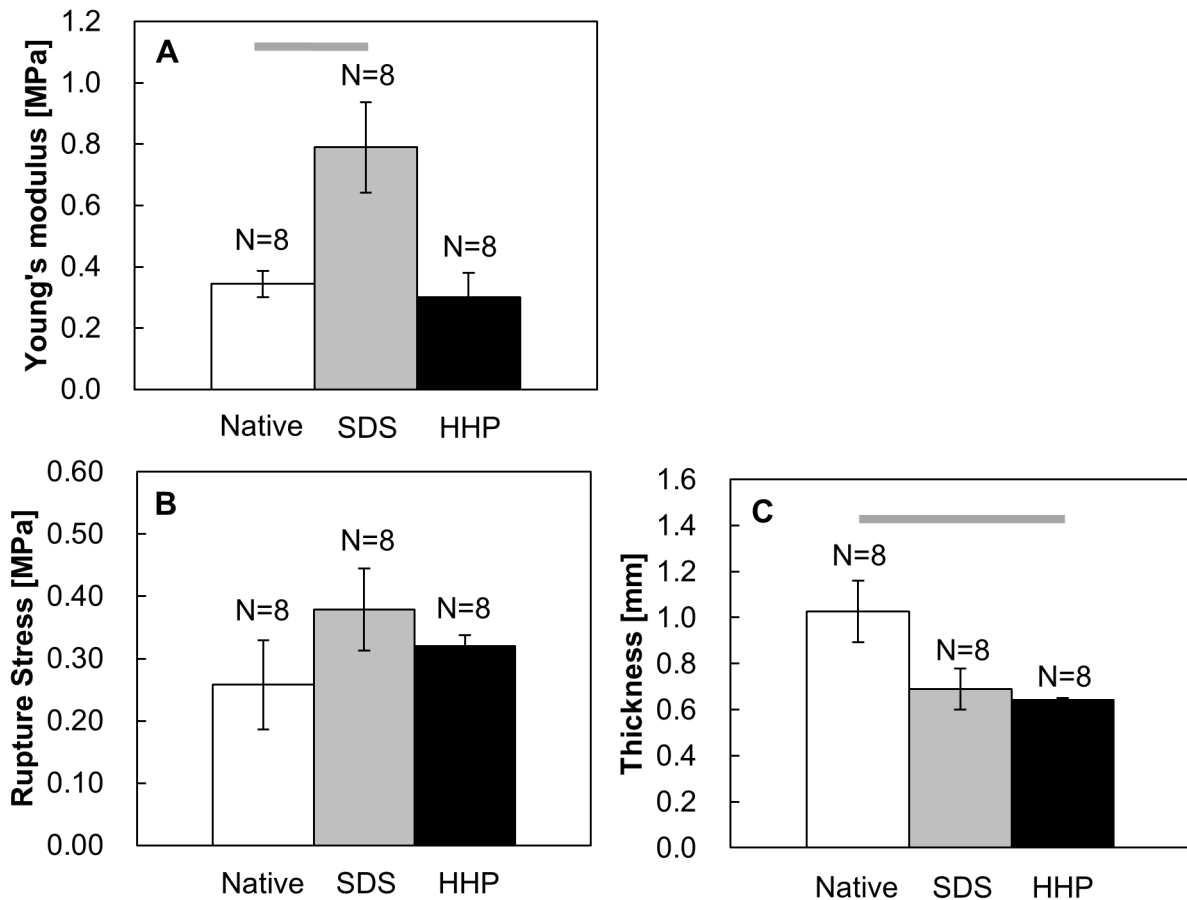 A
Young's modulus [MPa]
1.2
1.0
0.8
0.6
0.4
0.2
0.0
N=8
N=8
N=8
Native SDS HHP
B
Rupture Stress [MPa]
0.60
0.50
0.40
0.30
0.20
0.10
0.00
N=8
N=8
N=8
Native SDS HHP
C
Thickness [mm]
1.6
1.4
1.2
1.0
0.8
0.6
0.4
0.2
0.0
N=8
N=8
N=8
Native SDS HHP